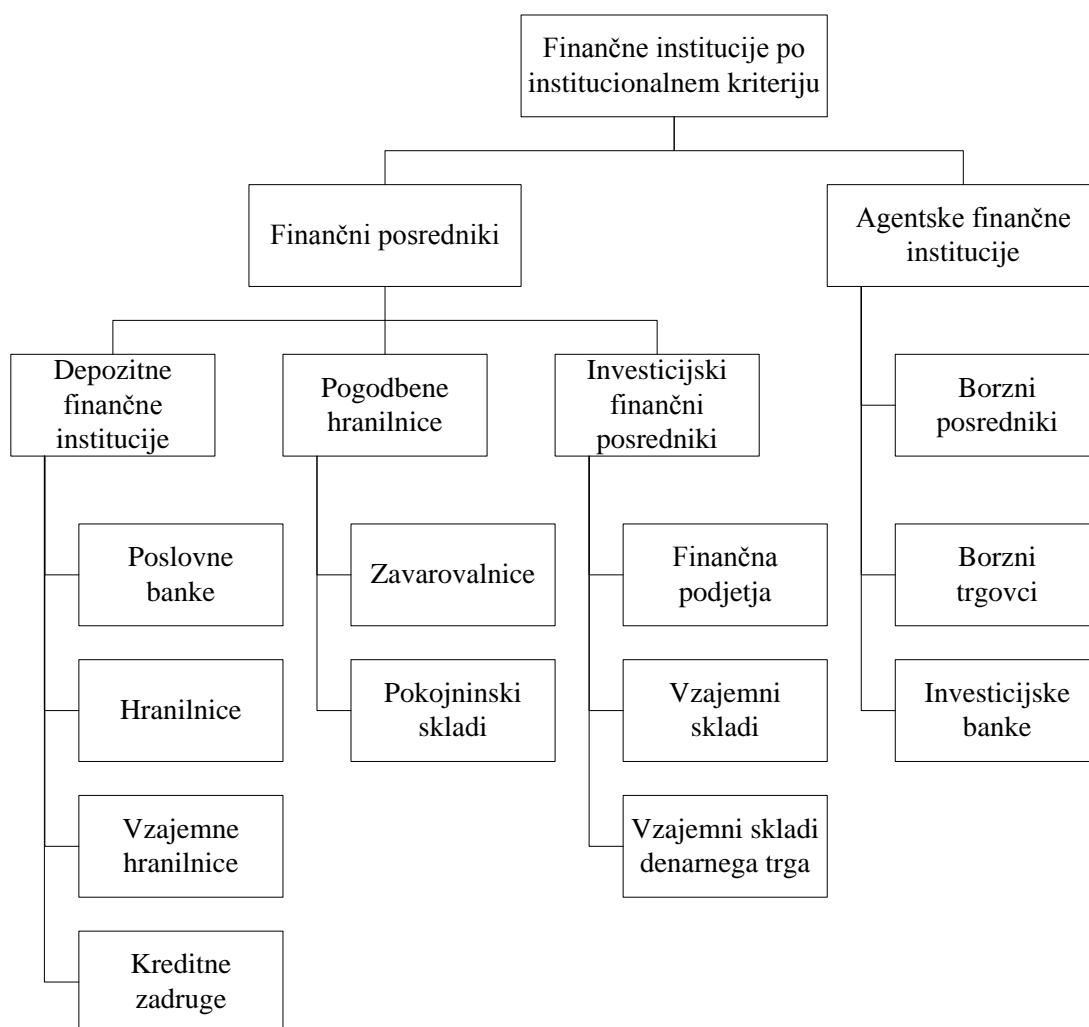 Finančne institucije po
institucionalnem kriteriju
Finančni posredniki
Agentske finančne
institucije
Depozitne
finančne
institucije
Pogodbene
hranilnice
Investicijski
finančni
posredniki
Borzni
posredniki
Poslovne
banke
Zavarovalnice
Finančna
podjetja
Borzni
trgovci
Hranilnice
Pokojninski
skladi
Vzajemni
skladi
Investicijske
banke
Vzajemne
hranilnice
Vzajemni skladi
denarnega trga
Kreditne
zadruge